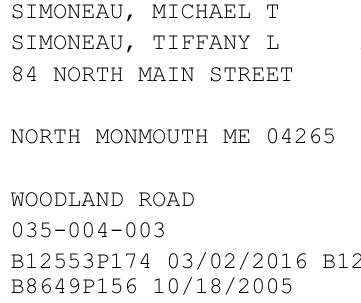 SIMONEAU, MICHAEL T
SIMONEAU, TIFFANY L
84 NORTH MAIN STREET
NORTH MONMOUTH ME 04265
WOODLAND ROAD
035-004-003
B12553P174 03/02/2016 B12
B8649P156 10/18/2005